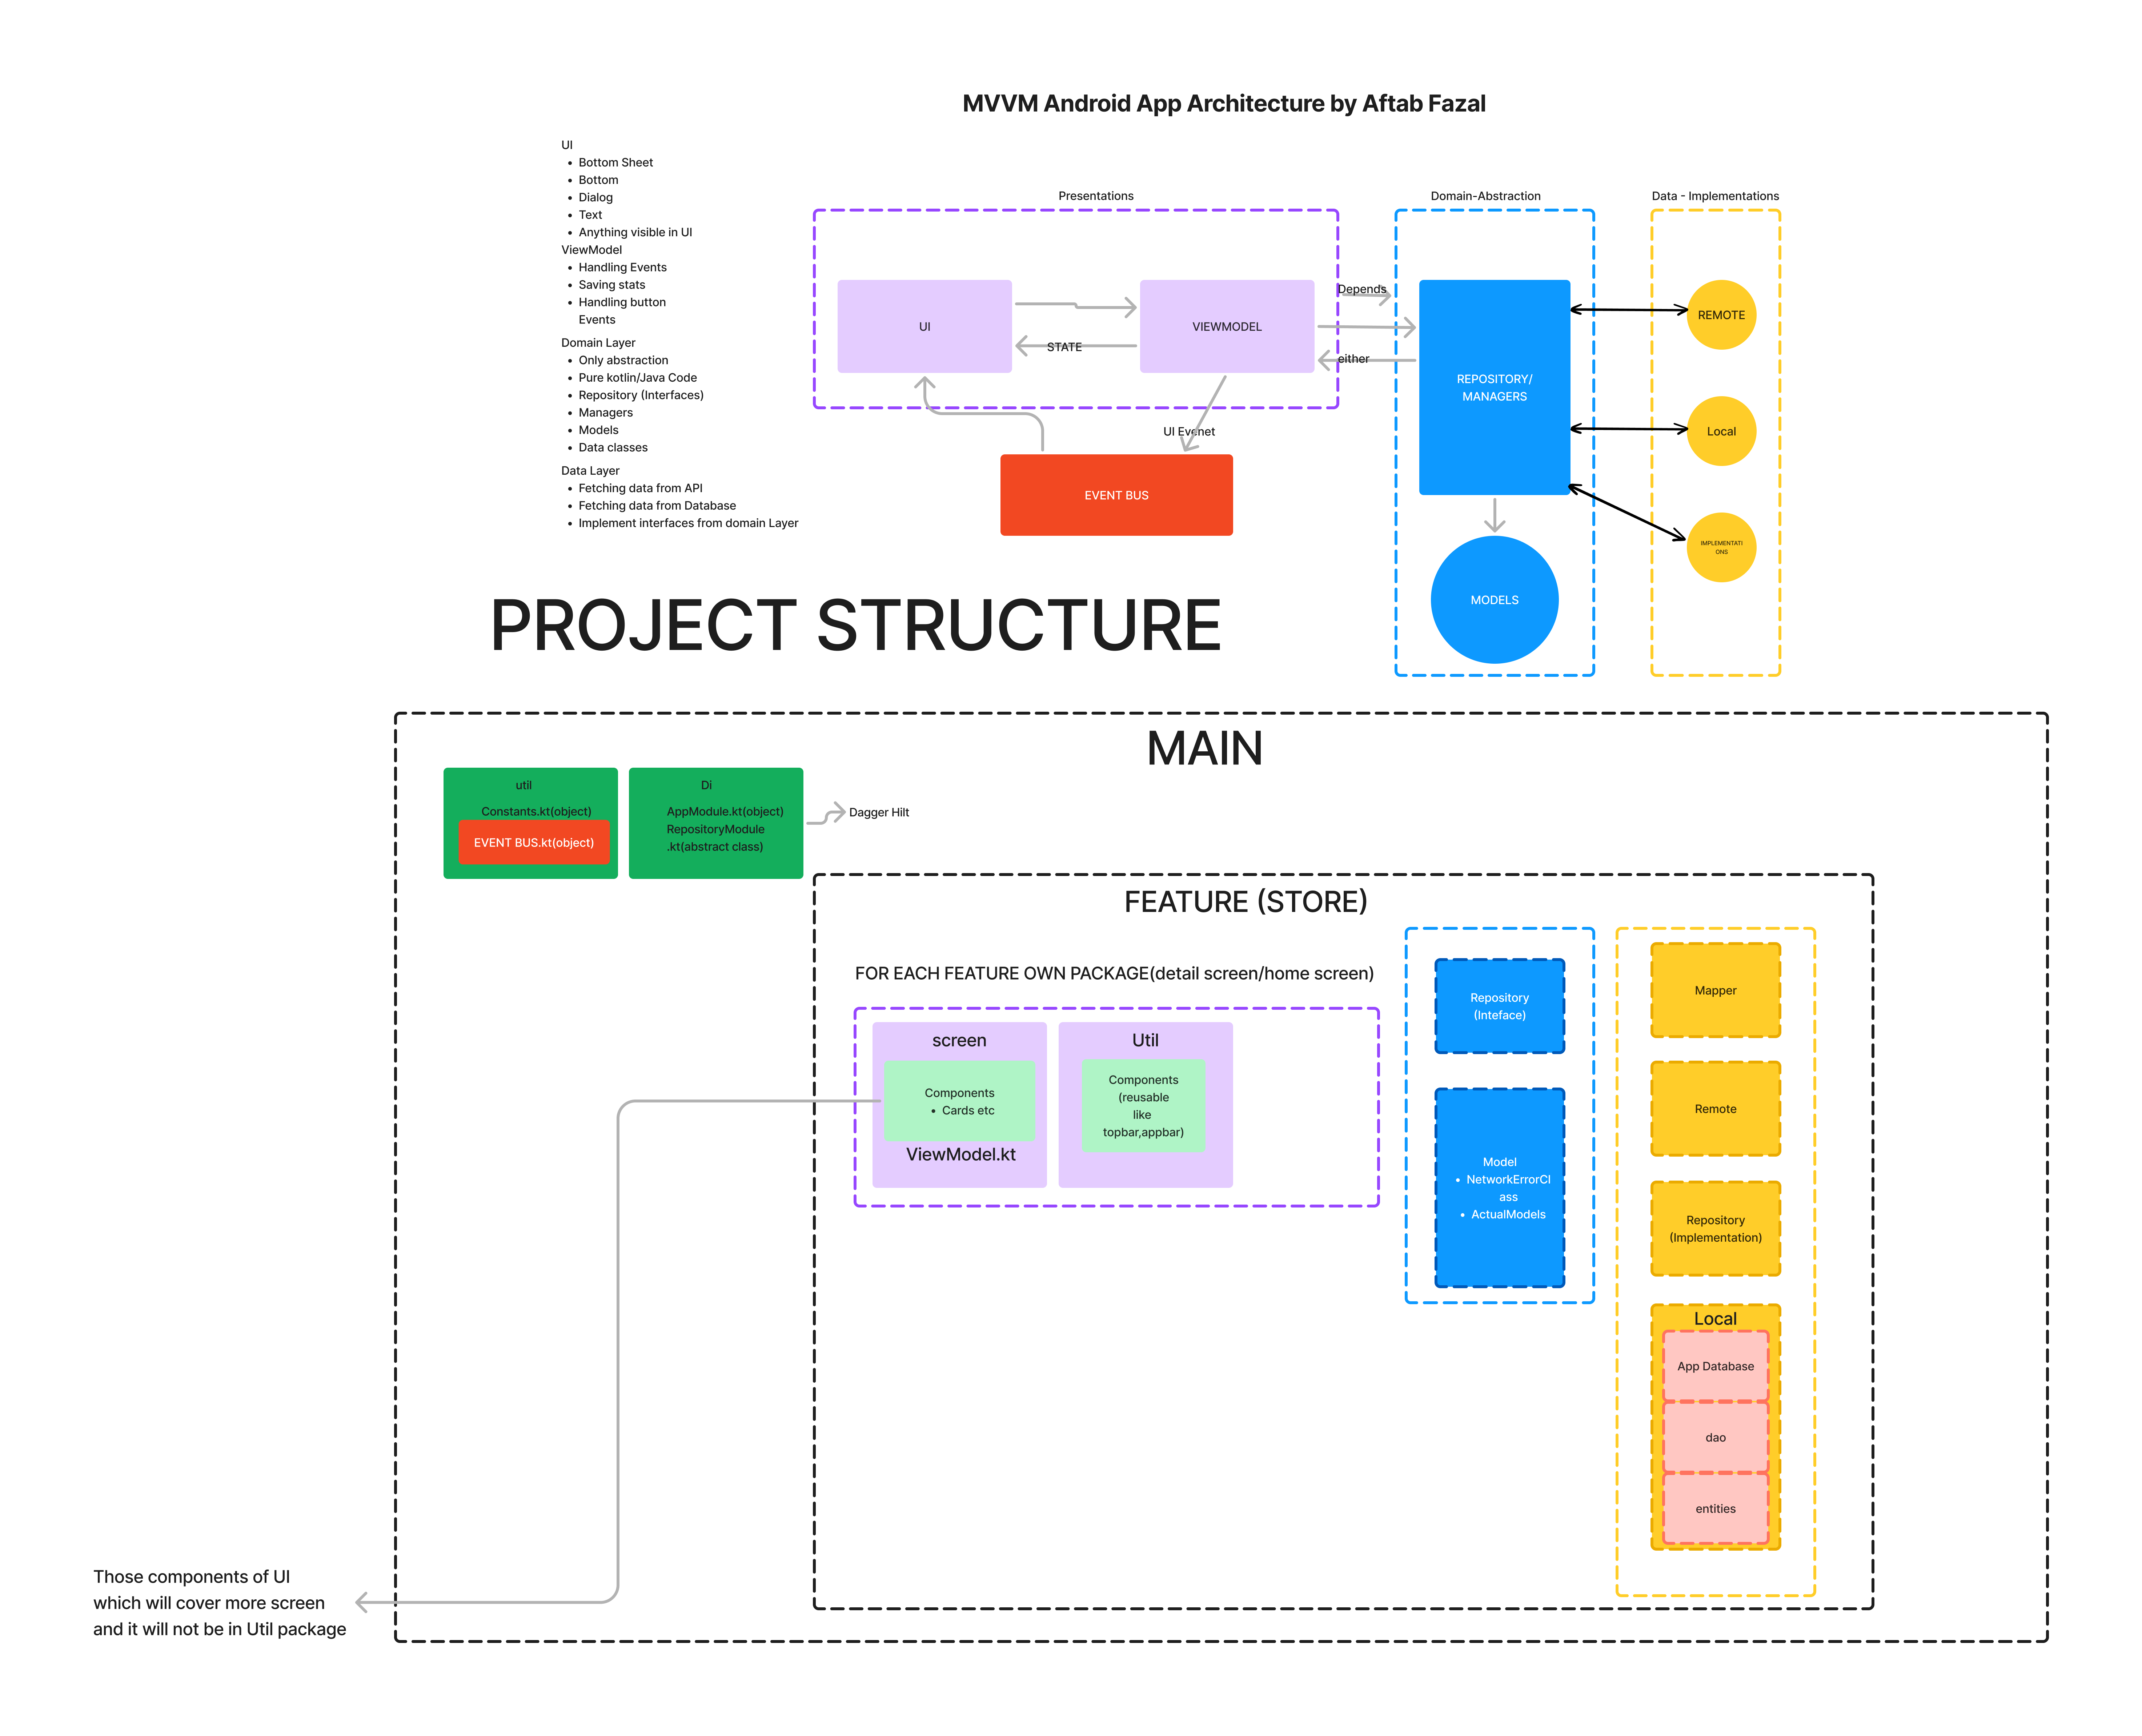 MVVM Android App Architecture by Aftab Fazal
UI
• Bottom Sheet
• Bottom
• Dialog
• Text
• Anything visible in UI
ViewModel
• Handling Events
• Saving stats
• Handling button
Events
Domain Layer
• Only abstraction
• Pure kotlin/Java Code
• Repository (Interfaces)
• Managers
• Models
• Data classes
Data Layer
• Fetching data from API
• Fetching data from Database
• Implement interfaces from domain Layer
Presentations
UI
VIEWMODEL
STATE
UI Evenet
EVENT BUS
Depends
either
Domain-Abstraction
REPOSITORY/
MANAGERS
MODELS
Data - Implementations
REMOTE
Local
IMPLEMENTATI
ONS
PROJECT STRUCTURE
MAIN
util
Constants.kt(object)
EVENT BUS.kt(object)
Di
AppModule.kt(object)
RepositoryModule
.kt(abstract class)
Dagger Hilt
FEATURE (STORE)
FOR EACH FEATURE OWN PACKAGE(detail screen/home screen)
screen
Components
• Cards etc
ViewModel.kt
Util
Components
(reusable
like
topbar,appbar)
Repository
(Inteface)
Model
• NetworkErrorCl
ass
• ActualModels
Mapper
Remote
Repository
(Implementation)
Local
App Database
dao
entities
Those components of UI
which will cover more screen
and it will not be in Util package